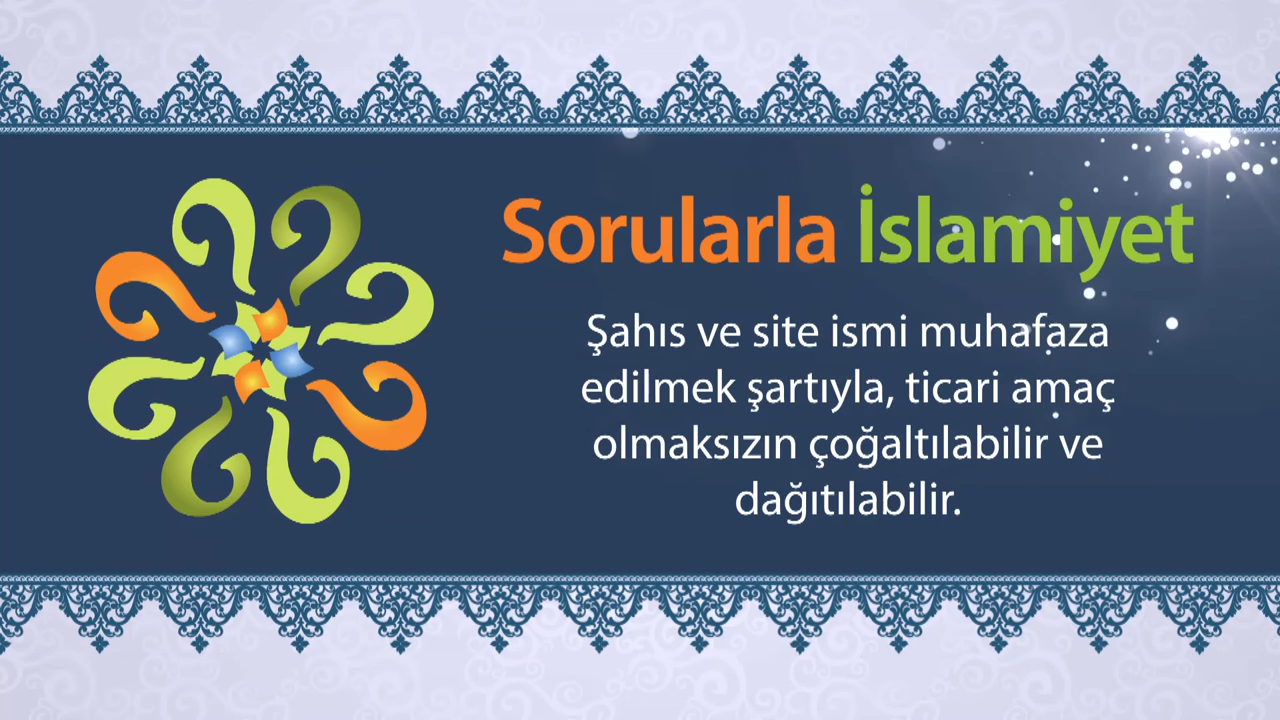 Sorularla İslamiyet
Şahıs ve site ismi muhafaza
edilmek şartıyla, ticari amaç
olmaksızın çoğaltılabilir ve
dağıtılabilir.